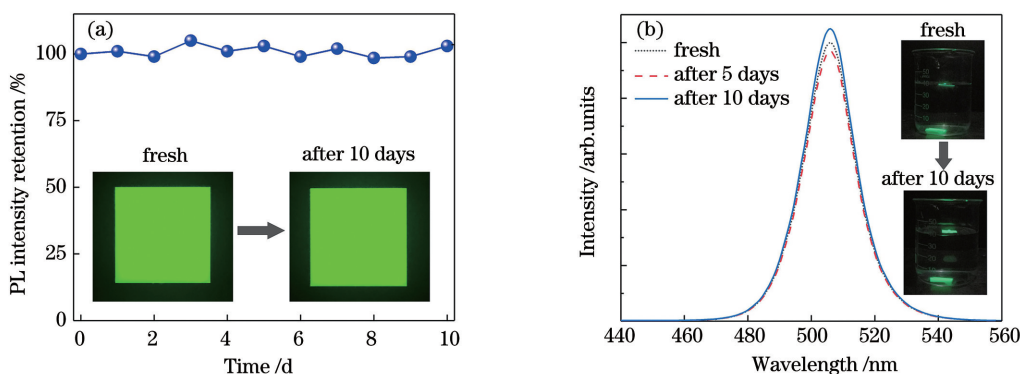 (a)
100
75
50
25
0
PL intensity retention /%
fresh
after 10 days
0 2 4 6 8 10
Time /d
(b)
fresh
after 5 days
after 10 days
fresh
after 10 days
Intensity /arb.units
440 460 480 500 520 540 560
Wavelength /nm